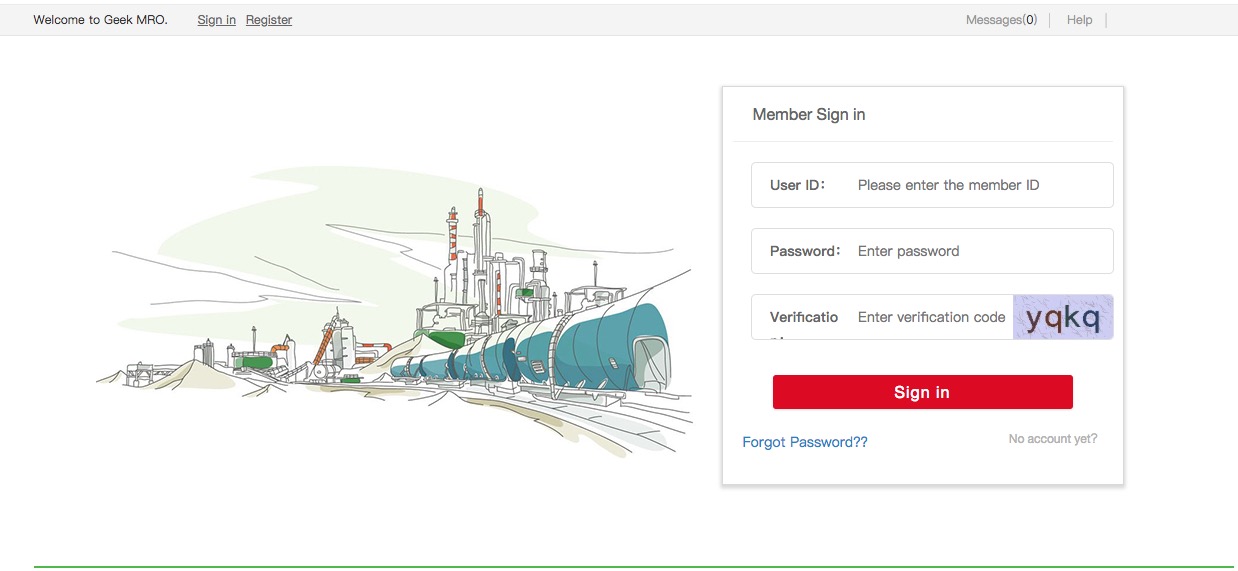 Welcome to Geek MRO. Sign in Register Messages(0) Help
Member Sign in
User ID： Please enter the member ID
Password： Enter password
Verificatio Enter verification code yqkq
Sign in
Forgot Password?? No account yet?